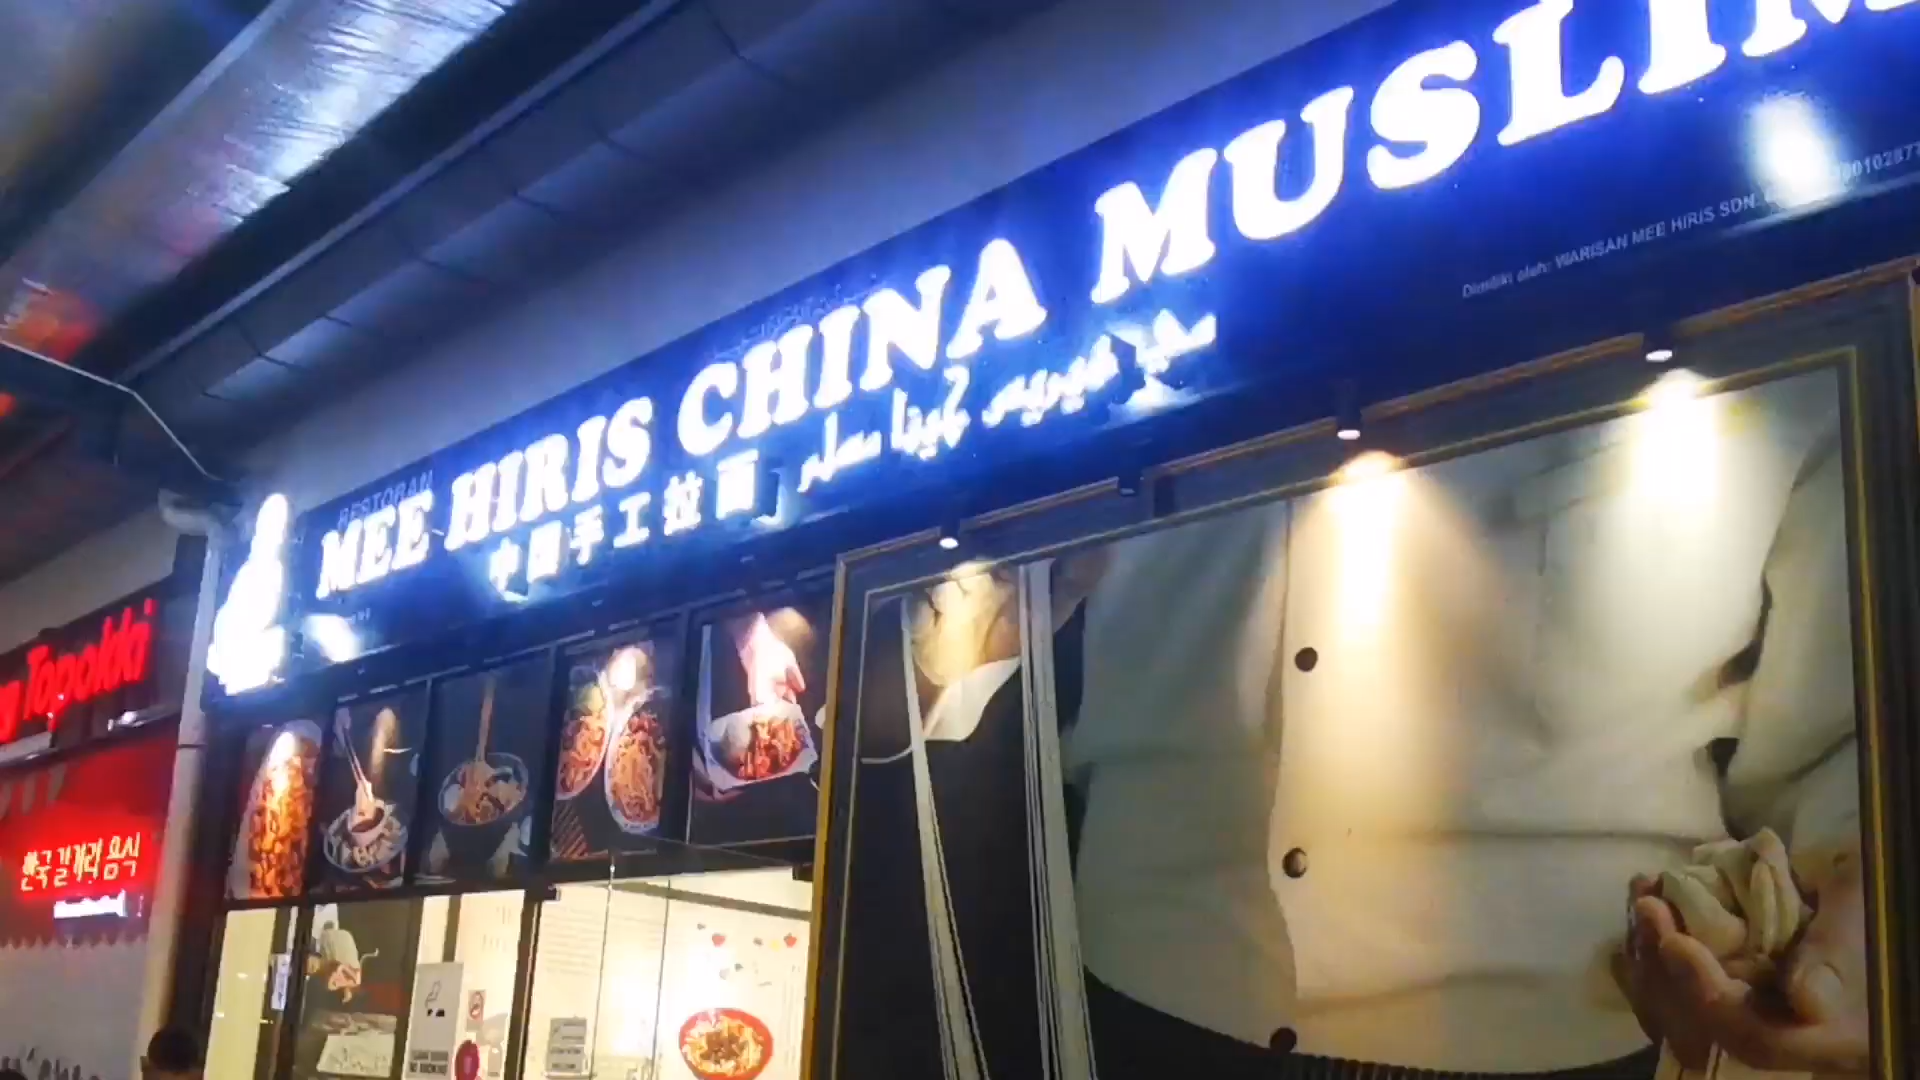 RESTORAN
MEE HIRIS CHINA MUSLIM
中国手工拉面
مي هيريس چاينا مسلم
Dimiliki oleh: WARISAN MEE HIRIS SDN.
Topokki
한국 길거리 음식